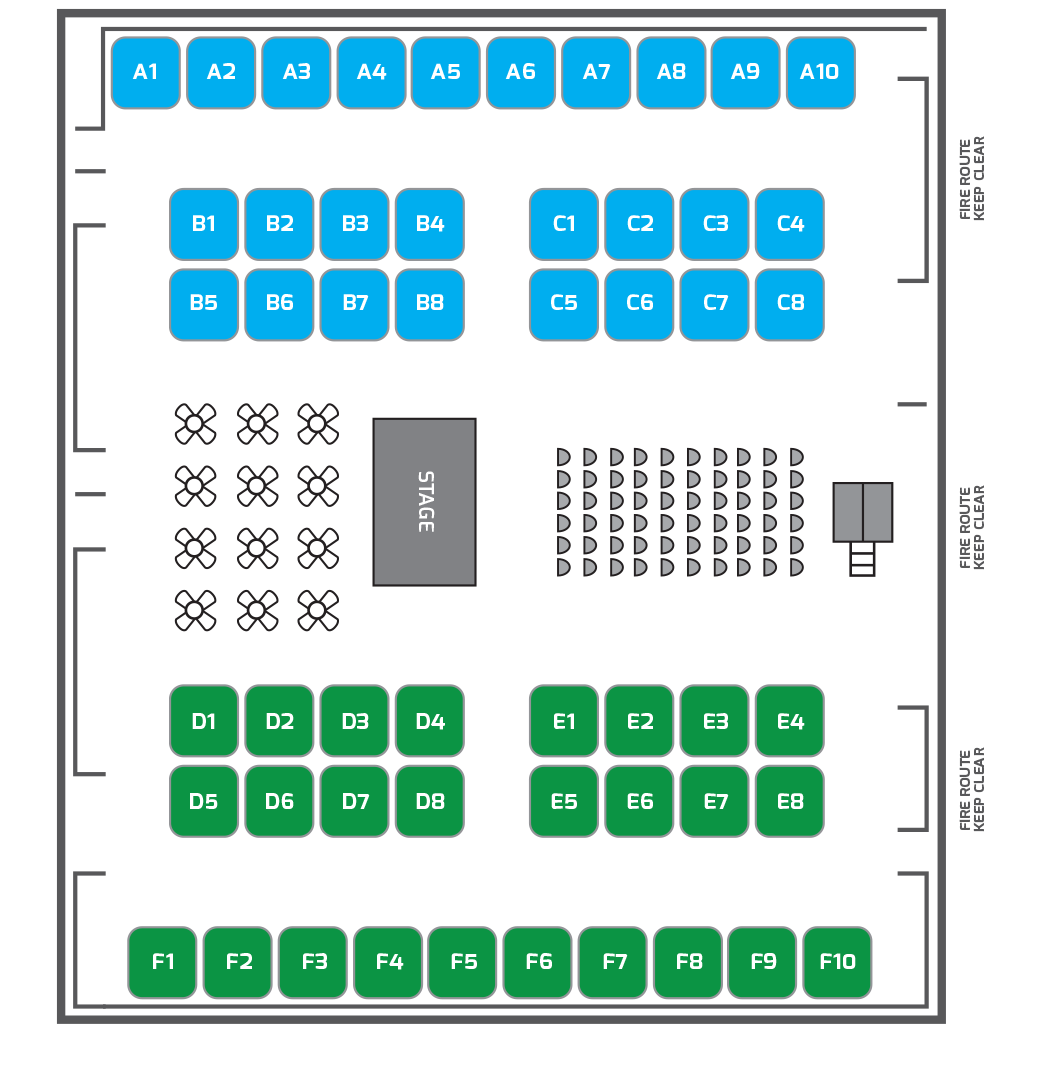 A1 A2 A3 A4 A5 A6 A7 A8 A9 A10
FIRE ROUTE
KEEP CLEAR
B1 B2 B3 B4 C1 C2 C3 C4
B5 B6 B7 B8 C5 C6 C7 C8
STAGE
FIRE ROUTE
KEEP CLEAR
D1 D2 D3 D4 E1 E2 E3 E4
D5 D6 D7 D8 E5 E6 E7 E8
FIRE ROUTE
KEEP CLEAR
F1 F2 F3 F4 F5 F6 F7 F8 F9 F10